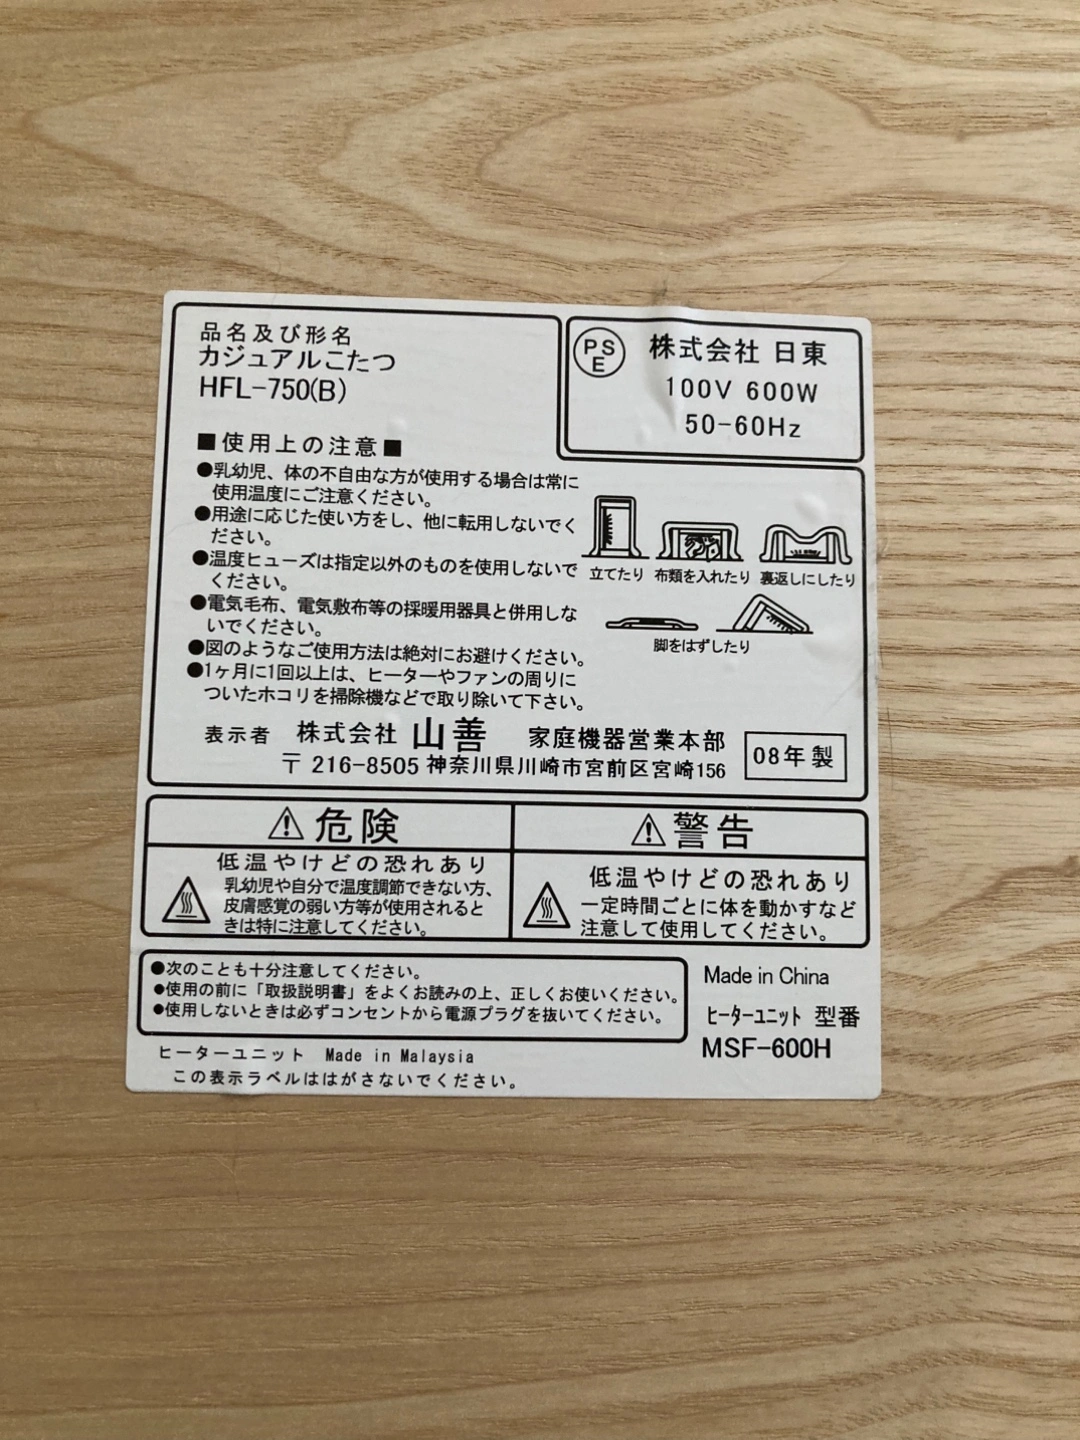 品名及び形名
カジュアルこたつ
HFL-750(B)
PSE
株式会社 日東
100V 600W
50-60Hz
■使用上の注意■
●乳幼児、体の不自由な方が使用する場合は常に
使用温度にご注意ください。
●用途に応じた使い方をし、他に転用しないでく
ださい。
●温度ヒューズは指定以外のものを使用しないで
ください。
●電気毛布、電気敷布等の採暖用器具と併用しな
いでください。
●図のようなご使用方法は絶対にお避けください。
●1ヶ月に1回以上は、ヒーターやファンの周りに
ついたホコリを掃除機などで取り除いて下さい。
立てたり 布類を入れたり 裏返しにしたり
脚をはずしたり
表示者 株式会社 山善 家庭機器営業本部
〒216-8505 神奈川県川崎市宮前区宮崎156
08年製
危険
低温やけどの恐れあり
乳幼児や自分で温度調節できない方、
皮膚感覚の弱い方等が使用されると
きは特に注意してください。
警告
低温やけどの恐れあり
一定時間ごとに体を動かすなど
注意して使用してください。
●次のことも十分注意してください。
●使用の前に「取扱説明書」をよくお読みの上、正しくお使いください。
●使用しないときは必ずコンセントから電源プラグを抜いてください。
Made in China
ヒーターユニット 型番
MSF-600H
ヒーターユニット Made in Malaysia
この表示ラベルははがさないでください。